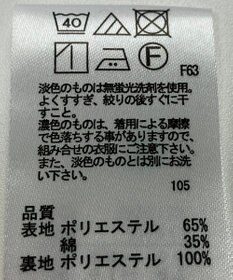 40
1
F
F63
淡色のものは無蛍光洗剤を使用。
よくすすぎ、絞りの後すぐに干
すこと。
濃色のものは、着用による摩擦
で色落ちする事がありますので、
組み合せの衣服にご注意下さい。
また、淡色のものとは別にお洗
い下さい。
105
品質
表地 ポリエステル 65%
綿 35%
裏地 ポリエステル 100%